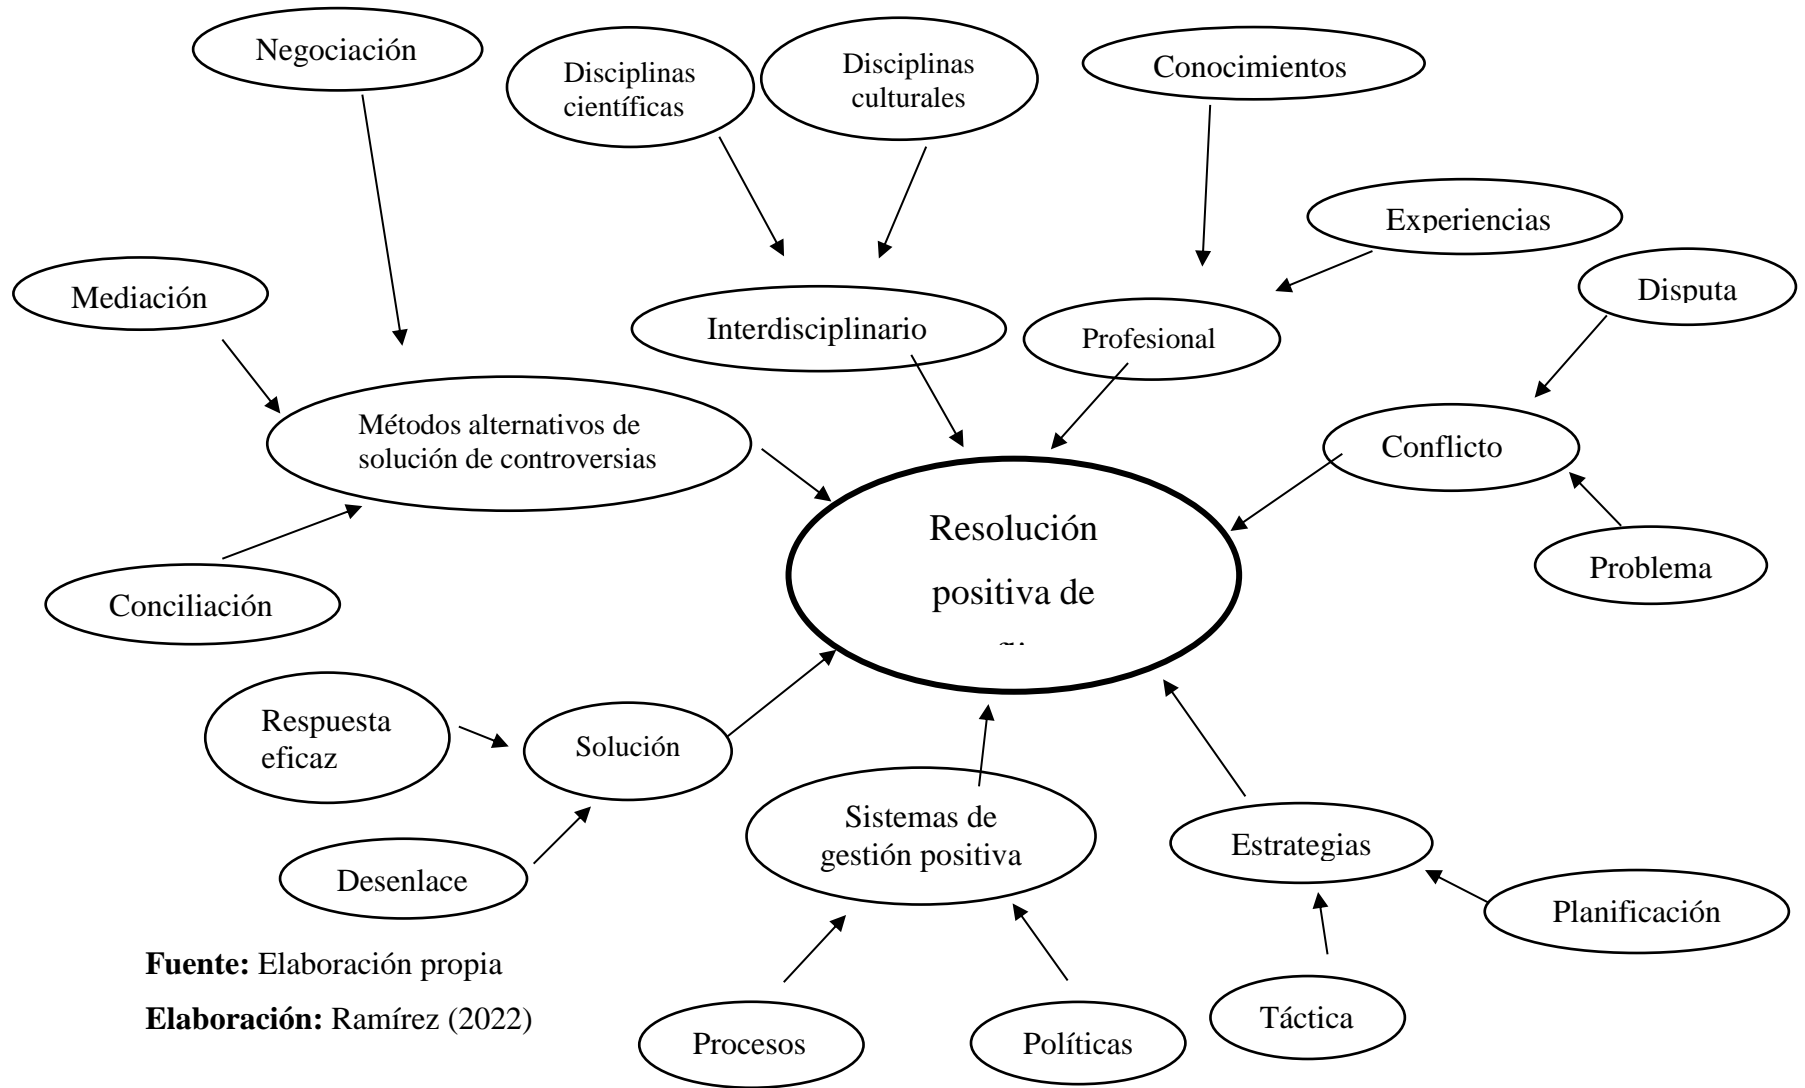 Negociación
Disciplinas
científicas
Disciplinas
culturales
Conocimientos
Experiencias
Mediación
Disputa
Interdisciplinario
Profesional
Métodos alternativos de
solución de controversias
Conflicto
Resolución
positiva de
Problema
Conciliación
Respuesta
eficaz
Solución
Sistemas de
gestión positiva
Estrategias
Desenlace
Planificación
Fuente: Elaboración propia
Elaboración: Ramírez (2022)
Táctica
Procesos
Políticas